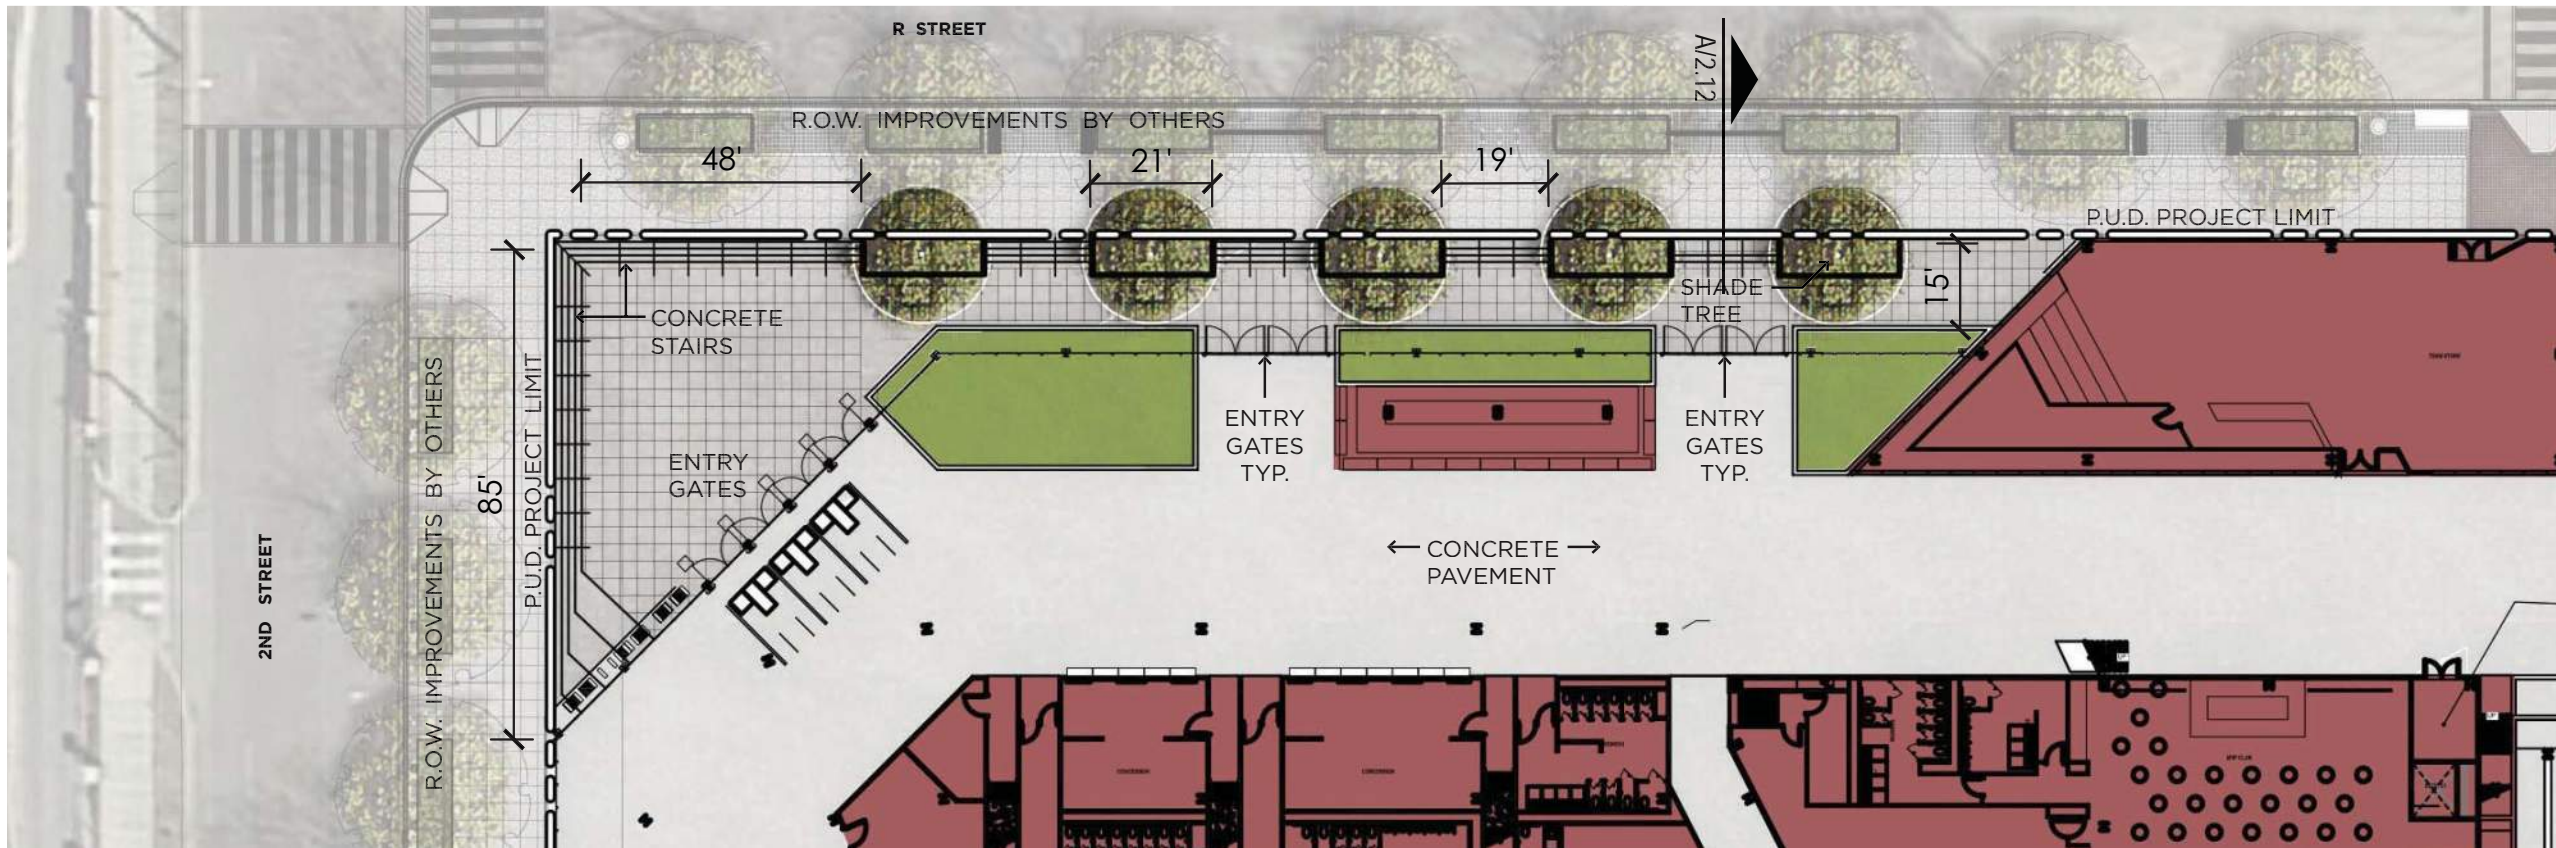 R STREET
A/2.12
R.O.W. IMPROVEMENTS BY OTHERS
48'
21'
19'
P.U.D. PROJECT LIMIT
15'
SHADE
TREE
CONCRETE
STAIRS
85'
P.U.D. PROJECT LIMIT
R.O.W. IMPROVEMENTS BY OTHERS
2ND STREET
ENTRY
GATES
ENTRY
GATES
TYP.
ENTRY
GATES
TYP.
CONCRETE
PAVEMENT